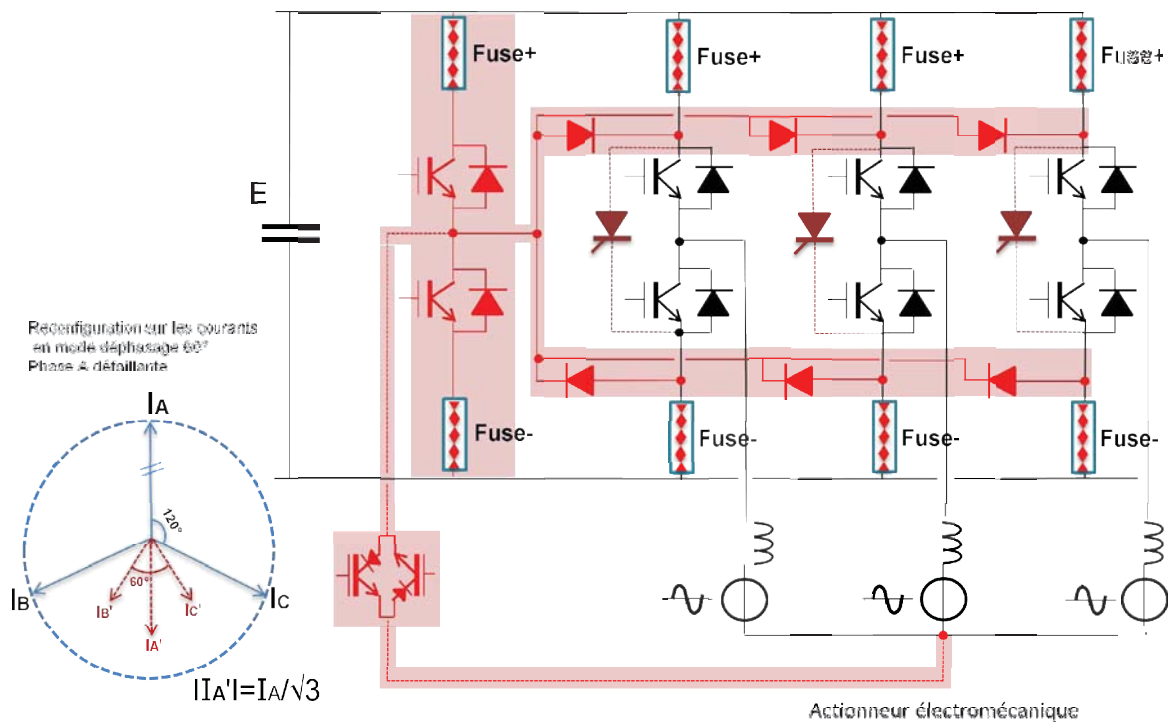 Fuse+
Fuse+
Fuse+
Fuse+
E
Reconfiguration sur les courants
en mode déphasage 60°
Phase A défaillante
Fuse-
Fuse-
Fuse-
Fuse-
IA
120°
60°
IB
IC
IB'
IC'
IA'
|IA'|=IA/√3
Actionneur électromécanique